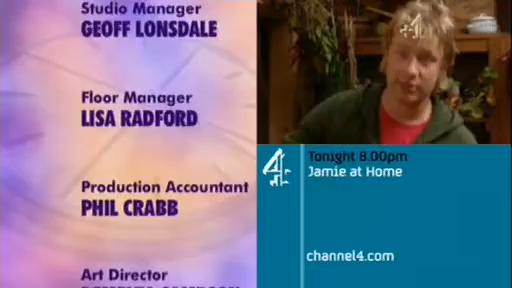 Studio Manager
GEOFF LONSDALE
Floor Manager
LISA RADFORD
Production Accountant
PHIL CRABB
Art Director
4
Tonight 8.00pm
Jamie at Home
channel4.com